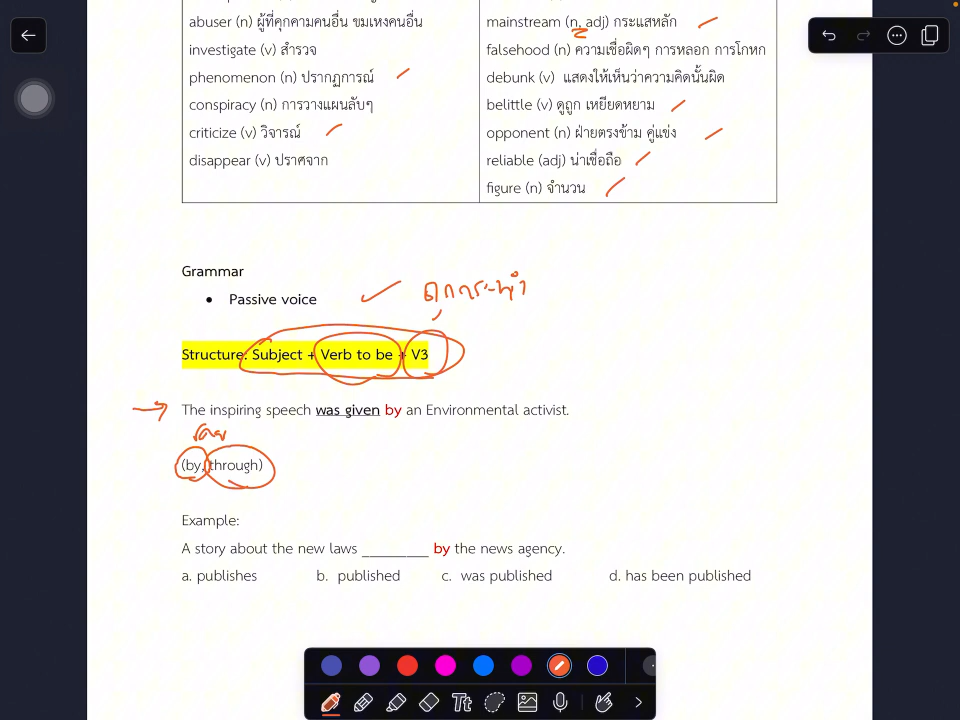 abuser (n) ผู้ที่คุกคามคนอื่น ข่มเหงคนอื่น
investigate (v) สำรวจ
phenomenon (n) ปรากฏการณ์
conspiracy (n) การวางแผนลับๆ
criticize (v) วิจารณ์
disappear (v) ปราศจาก
mainstream (n, adj) กระแสหลัก
falsehood (n) ความเชื่อผิดๆ การหลอก การโกหก
debunk (v) แสดงให้เห็นว่าความคิดนั้นผิด
belittle (v) ดูถูก เหยียดหยาม
opponent (n) ฝ่ายตรงข้าม คู่แข่ง
reliable (adj) น่าเชื่อถือ
figure (n) จำนวน
Grammar
• Passive voice
ถูกกระทำ
Structure: Subject + Verb to be + V3
The inspiring speech was given by an Environmental activist.
โดย
(by, through)
Example:
A story about the new laws _________ by the news agency.
a. publishes b. published c. was published d. has been published
Tt